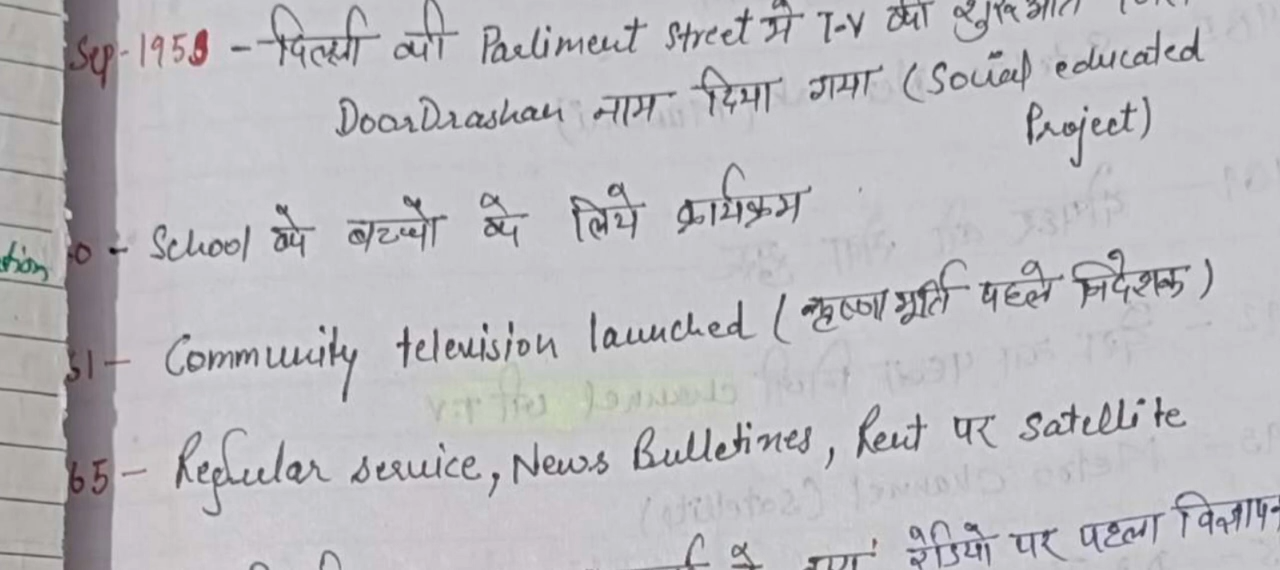 Sep-1959 - दिल्ली की Parliment Street में T-V की शुरुआत
DoorDrashan नाम दिया गया (Social educated
Project)
0 - School के बच्चो के लिये कार्यक्रम
tion
61 - Community television launched (कृष्णामूर्ति पहले निदेशक)
65 - Regular service, News Bulletines, Rent पर satellite
रेडियो पर पहला विज्ञाप